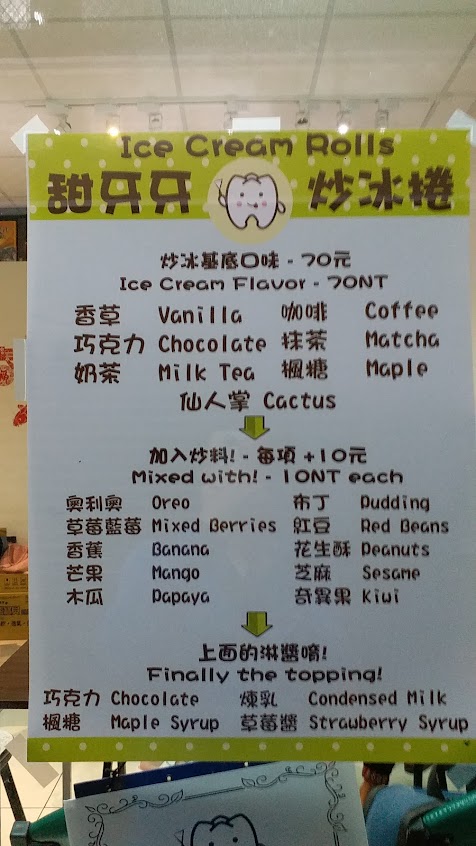 Ice Cream Rolls
甜牙牙 炒冰捲
炒冰基底口味 - 70元
Ice Cream Flavor - 70NT
香草 Vanilla 咖啡 Coffee
巧克力 Chocolate 抹茶 Matcha
奶茶 Milk Tea 楓糖 Maple
仙人掌 Cactus
加入炒料! - 每項 +10元
Mixed with! - 10NT each
奧利奧 Oreo 布丁 Pudding
草莓藍莓 Mixed Berries 紅豆 Red Beans
香蕉 Banana 花生酥 Peanuts
芒果 Mango 芝麻 Sesame
木瓜 Papaya 奇異果 Kiwi
上面的淋醬唷!
Finally the topping!
巧克力 Chocolate 煉乳 Condensed Milk
楓糖 Maple Syrup 草莓醬 Strawberry Syrup